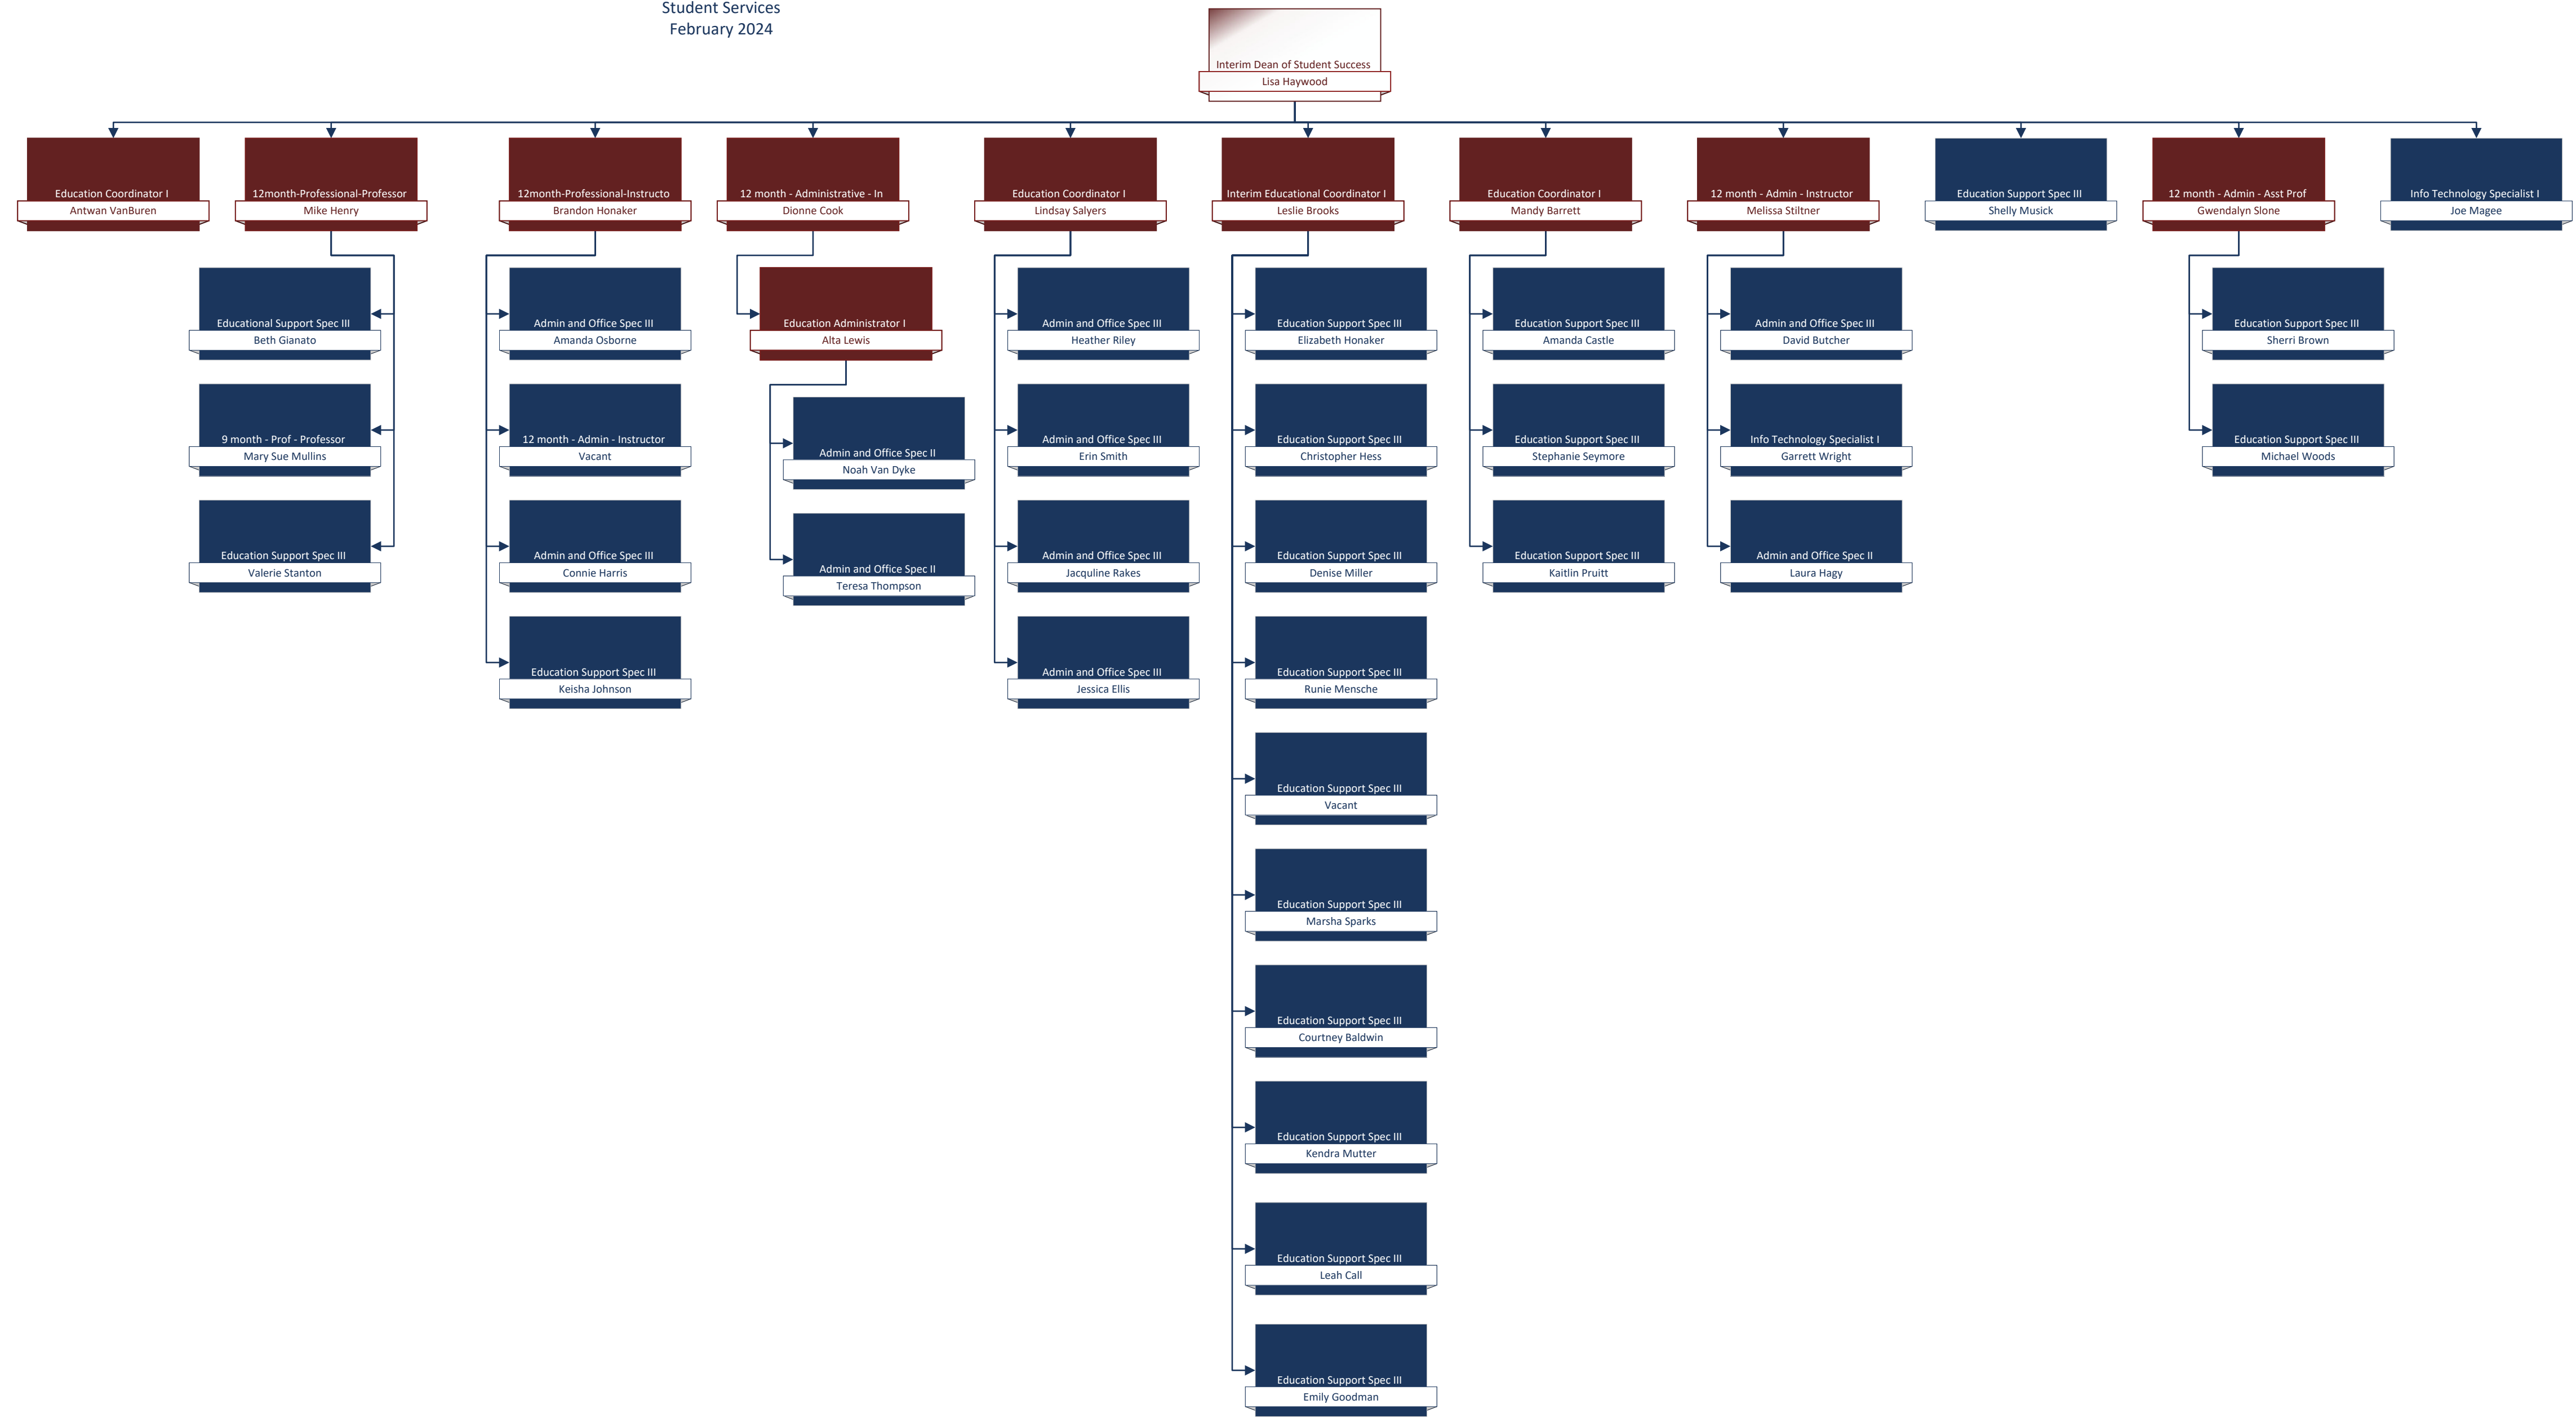 Student Services
February 2024
Interim Dean of Student Success
Lisa Haywood
Education Coordinator I
Antwan VanBuren
12month-Professional-Professor
Mike Henry
12month-Professional-Instructo
Brandon Honaker
12 month - Administrative - In
Dionne Cook
Education Coordinator I
Lindsay Salyers
Interim Educational Coordinator I
Leslie Brooks
Education Coordinator I
Mandy Barrett
12 month - Admin - Instructor
Melissa Stiltner
Education Support Spec III
Shelly Musick
12 month - Admin - Asst Prof
Gwendalyn Slone
Info Technology Specialist I
Joe Magee
Educational Support Spec III
Beth Gianato
9 month - Prof - Professor
Mary Sue Mullins
Education Support Spec III
Valerie Stanton
Admin and Office Spec III
Amanda Osborne
12 month - Admin - Instructor
Vacant
Admin and Office Spec III
Connie Harris
Education Support Spec III
Keisha Johnson
Education Administrator I
Alta Lewis
Admin and Office Spec II
Noah Van Dyke
Admin and Office Spec II
Teresa Thompson
Admin and Office Spec III
Heather Riley
Admin and Office Spec III
Erin Smith
Admin and Office Spec III
Jacquline Rakes
Admin and Office Spec III
Jessica Ellis
Education Support Spec III
Elizabeth Honaker
Education Support Spec III
Christopher Hess
Education Support Spec III
Denise Miller
Education Support Spec III
Runie Mensche
Education Support Spec III
Vacant
Education Support Spec III
Marsha Sparks
Education Support Spec III
Courtney Baldwin
Education Support Spec III
Kendra Mutter
Education Support Spec III
Leah Call
Education Support Spec III
Emily Goodman
Education Support Spec III
Amanda Castle
Education Support Spec III
Stephanie Seymore
Education Support Spec III
Kaitlin Pruitt
Admin and Office Spec III
David Butcher
Info Technology Specialist I
Garrett Wright
Admin and Office Spec II
Laura Hagy
Education Support Spec III
Sherri Brown
Education Support Spec III
Michael Woods